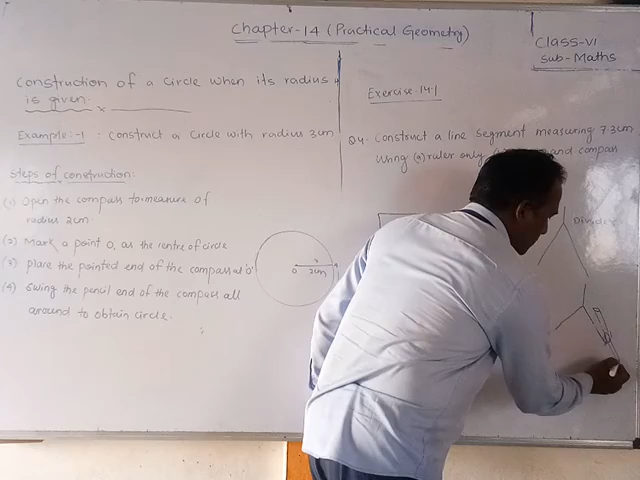 Chapter-14 (Practical Geometry)
Class-VI
Sub-Maths
Construction of a circle when its radius
is given.
x
Example:-1 : Construct a Circle with radius 3cm
Steps of construction:
(1) Open the compass to measure of
radius 2cm.
(2) Mark a point O, as the centre of circle
(3) Place the pointed end of the compass at 'O'
(4) Swing the pencil end of the compass all
around to obtain circle.
O
Exercise 14.1
Q4. Construct a line Segment measuring 7.3cm
using (a) ruler only and compass
Divider